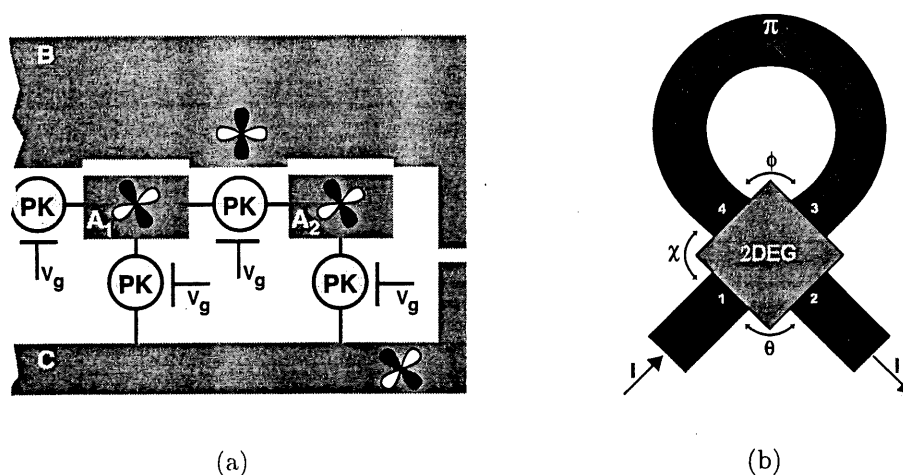 B
PK
A1
PK
A2
Vg
PK
Vg
Vg
PK
Vg
C
(a)
π
ϕ
4
3
χ
2DEG
1
2
θ
I
I
(b)